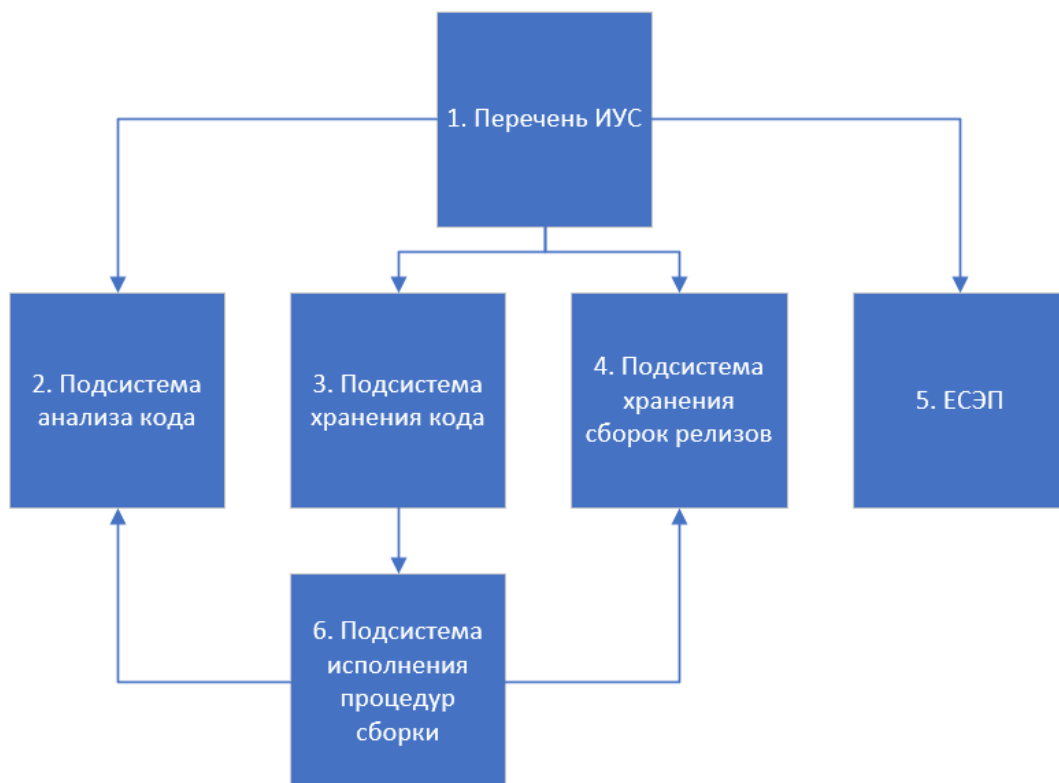 1. Перечень ИУС
2. Подсистема
анализа кода
3. Подсистема
хранения кода
4. Подсистема
хранения
сборок релизов
5. ЕСЭП
6. Подсистема
исполнения
процедур
сборки